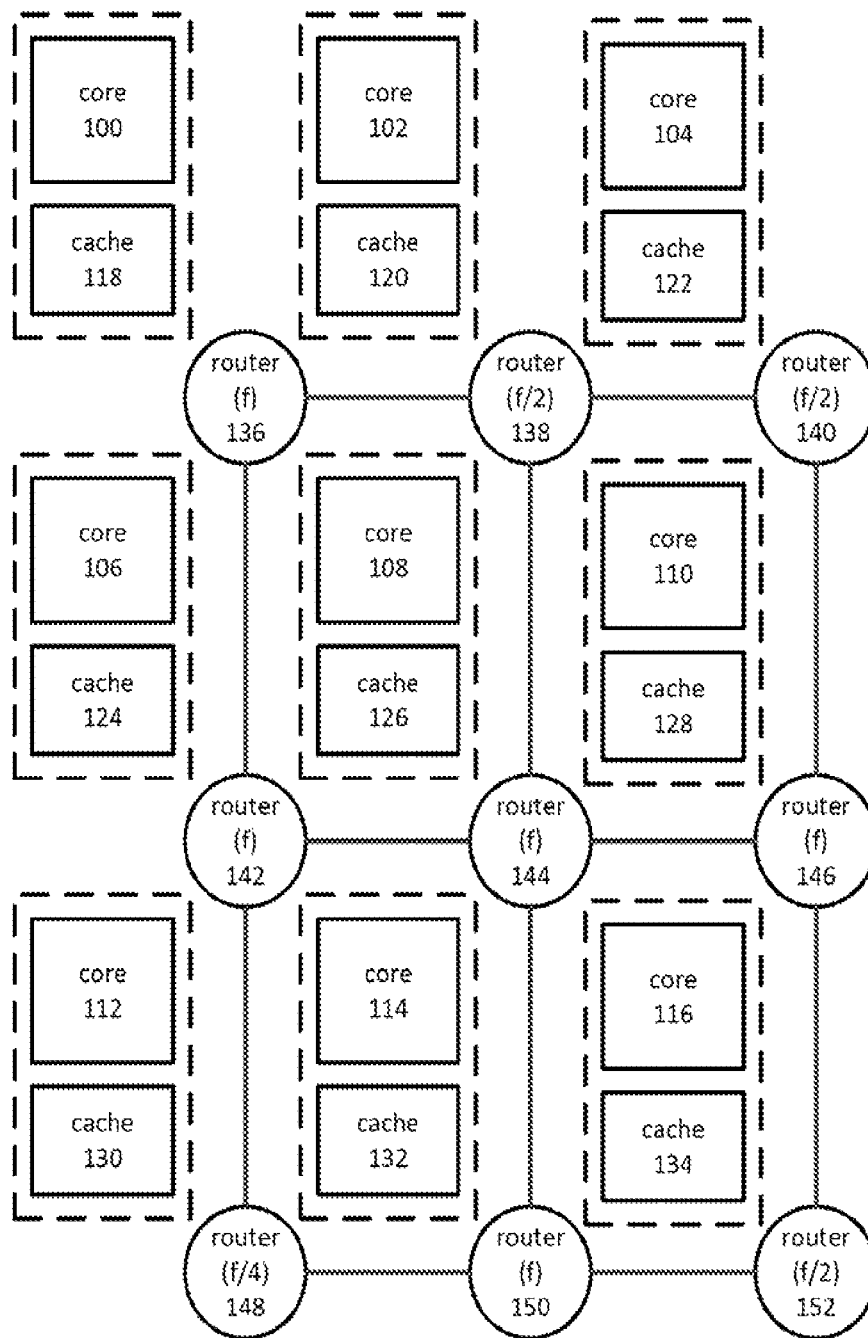 core
100
cache
118
core
102
cache
120
core
104
cache
122
router
(f)
136
router
(f/2)
138
router
(f/2)
140
core
106
cache
124
core
108
cache
126
core
110
cache
128
router
(f)
142
router
(f)
144
router
(f)
146
core
112
cache
130
core
114
cache
132
core
116
cache
134
router
(f/4)
148
router
(f)
150
router
(f/2)
152